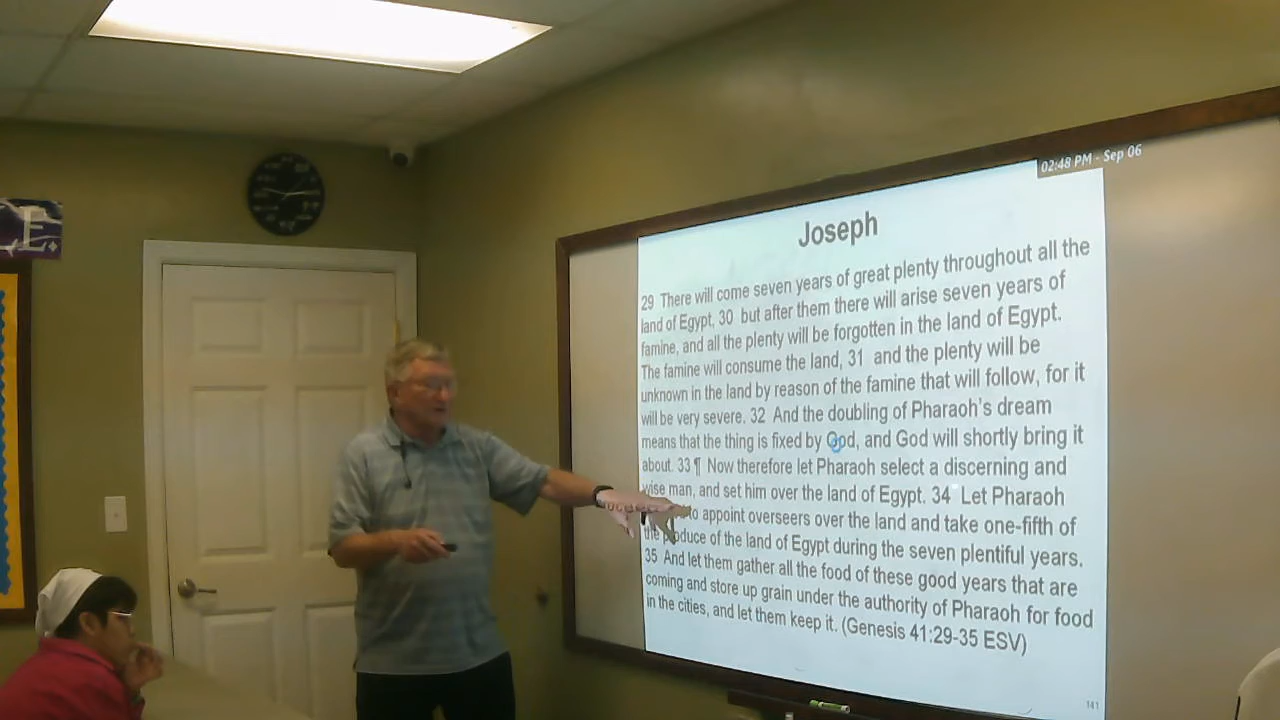 E
02:48 PM - Sep 06
Joseph
29 There will come seven years of great plenty throughout all the
land of Egypt, 30 but after them there will arise seven years of
famine, and all the plenty will be forgotten in the land of Egypt.
The famine will consume the land, 31 and the plenty will be
unknown in the land by reason of the famine that will follow, for it
will be very severe. 32 And the doubling of Pharaoh's dream
means that the thing is fixed by God, and God will shortly bring it
about. 33 ¶ Now therefore let Pharaoh select a discerning and
wise man, and set him over the land of Egypt. 34 Let Pharaoh
to appoint overseers over the land and take one-fifth of
the produce of the land of Egypt during the seven plentiful years.
35 And let them gather all the food of these good years that are
coming and store up grain under the authority of Pharaoh for food
in the cities, and let them keep it. (Genesis 41:29-35 ESV)
141